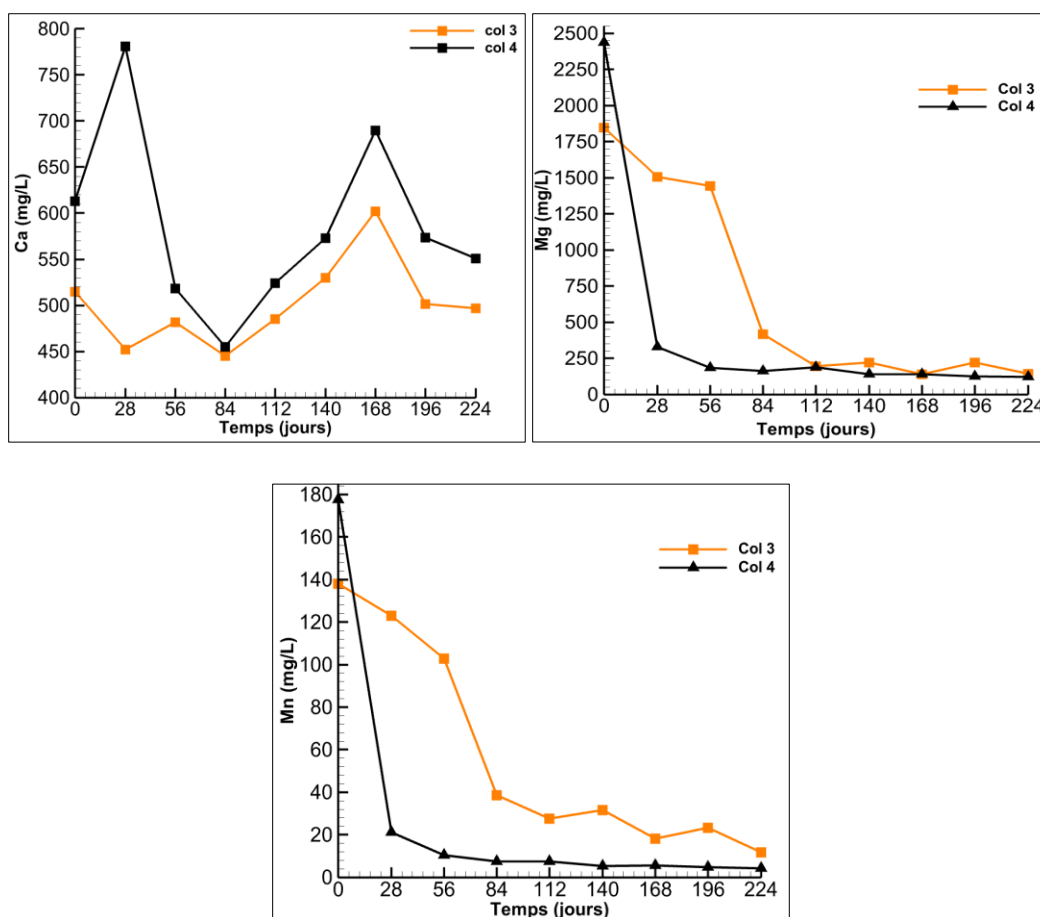 800
750
700
650
600
550
500
450
400
Ca (mg/L)
0 28 56 84 112 140 168 196 224
Temps (jours)
col 3
col 4
2500
2250
2000
1750
1500
1250
1000
750
500
250
0
Mg (mg/L)
0 28 56 84 112 140 168 196 224
Temps (jours)
Col 3
Col 4
180
160
140
120
100
80
60
40
20
0
Mn (mg/L)
0 28 56 84 112 140 168 196 224
Temps (jours)
Col 3
Col 4